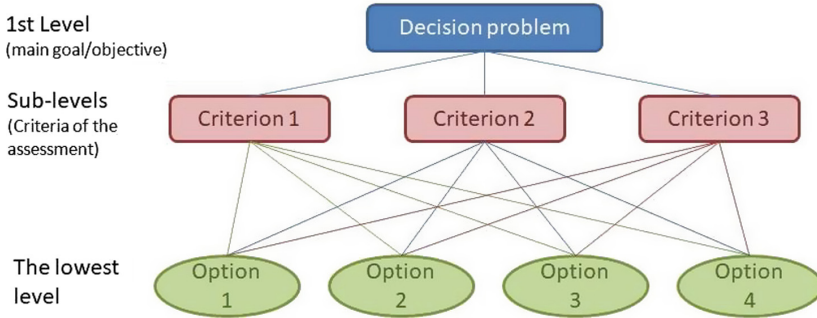 1st Level
(main goal/objective)
Decision problem
Sub-levels
(Criteria of the
assessment)
Criterion 1
Criterion 2
Criterion 3
The lowest
level
Option
1
Option
2
Option
3
Option
4